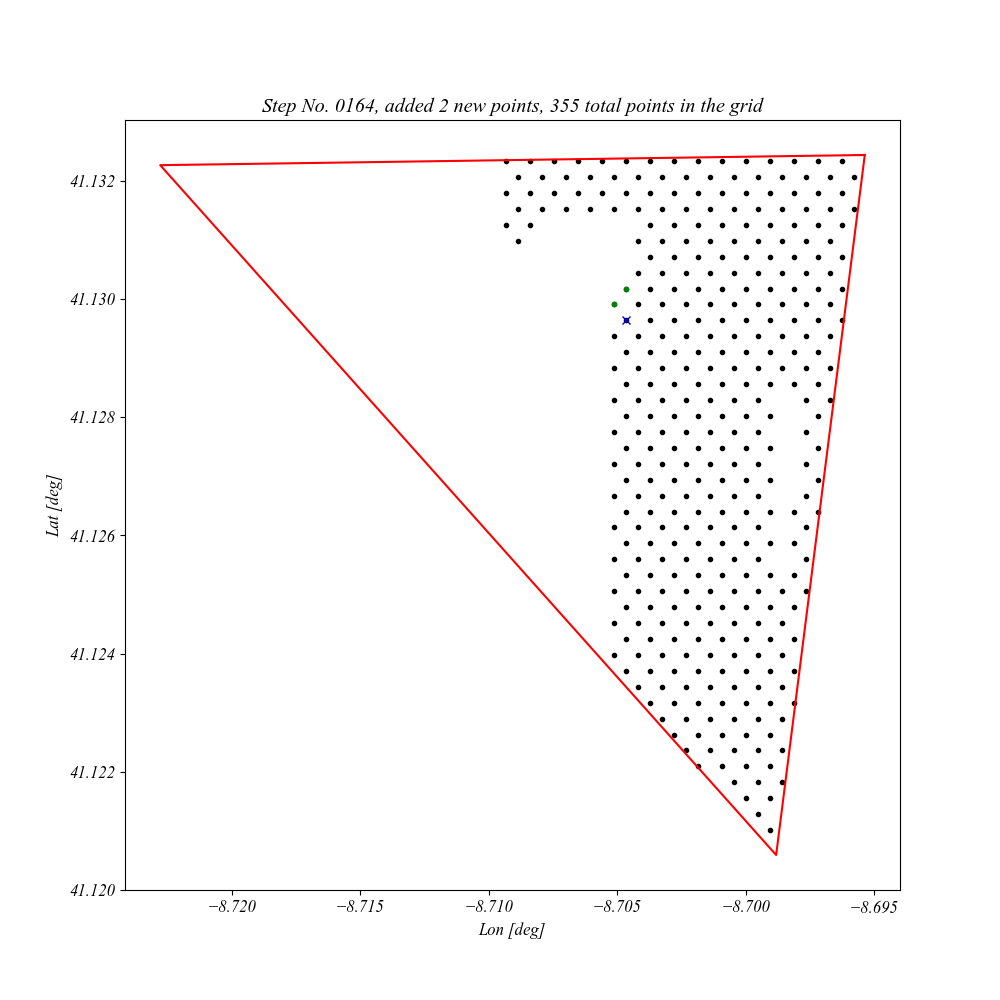 Step No. 0164, added 2 new points, 355 total points in the grid
41.132
41.130
41.128
41.126
41.124
41.122
41.120
Lat [deg]
−8.720 −8.715 −8.710 −8.705 −8.700 −8.695
Lon [deg]